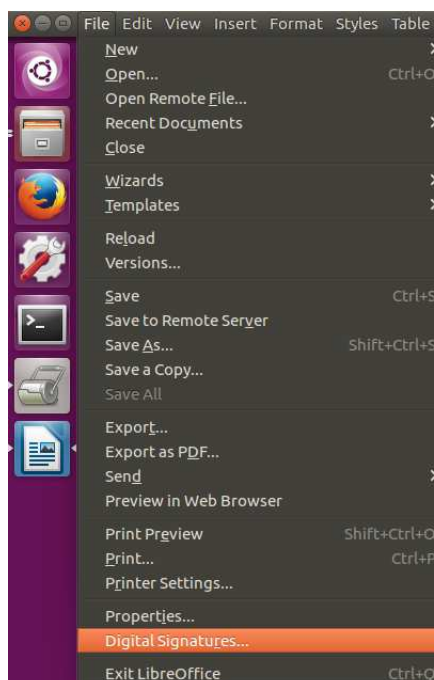 File Edit View Insert Format Styles Table
New
Open... Ctrl+O
Open Remote File...
Recent Documents
Close
Wizards
Templates
Reload
Versions...
Save Ctrl+S
Save to Remote Server
Save As... Shift+Ctrl+S
Save a Copy...
Save All
Export...
Export as PDF...
Send
Preview in Web Browser
Print Preview Shift+Ctrl+O
Print... Ctrl+P
Printer Settings...
Properties...
Digital Signatures...
Exit LibreOffice Ctrl+Q